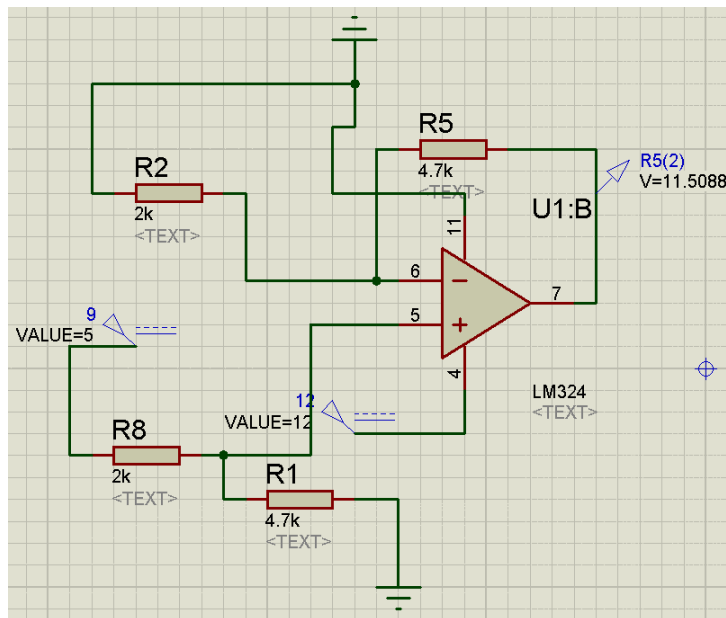 R5
4.7k
<TEXT>
R5(2)
V=11.5088
R2
2k
<TEXT>
U1:B
11
6
5
7
4
9
VALUE=5
12
VALUE=12
LM324
<TEXT>
R8
2k
<TEXT>
R1
4.7k
<TEXT>